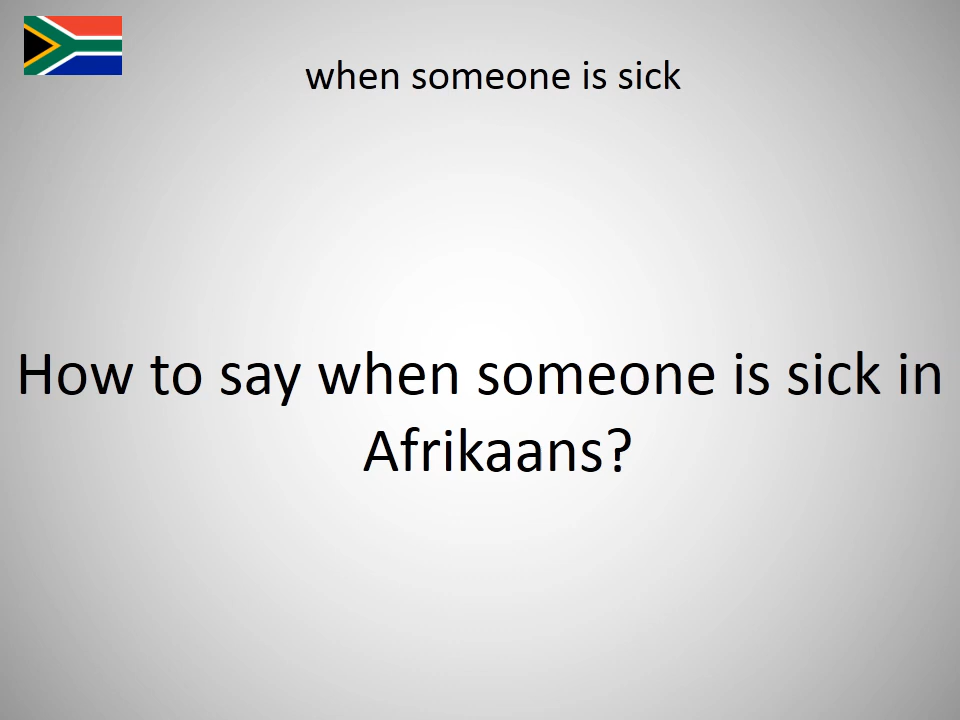 when someone is sick
How to say when someone is sick in
Afrikaans?